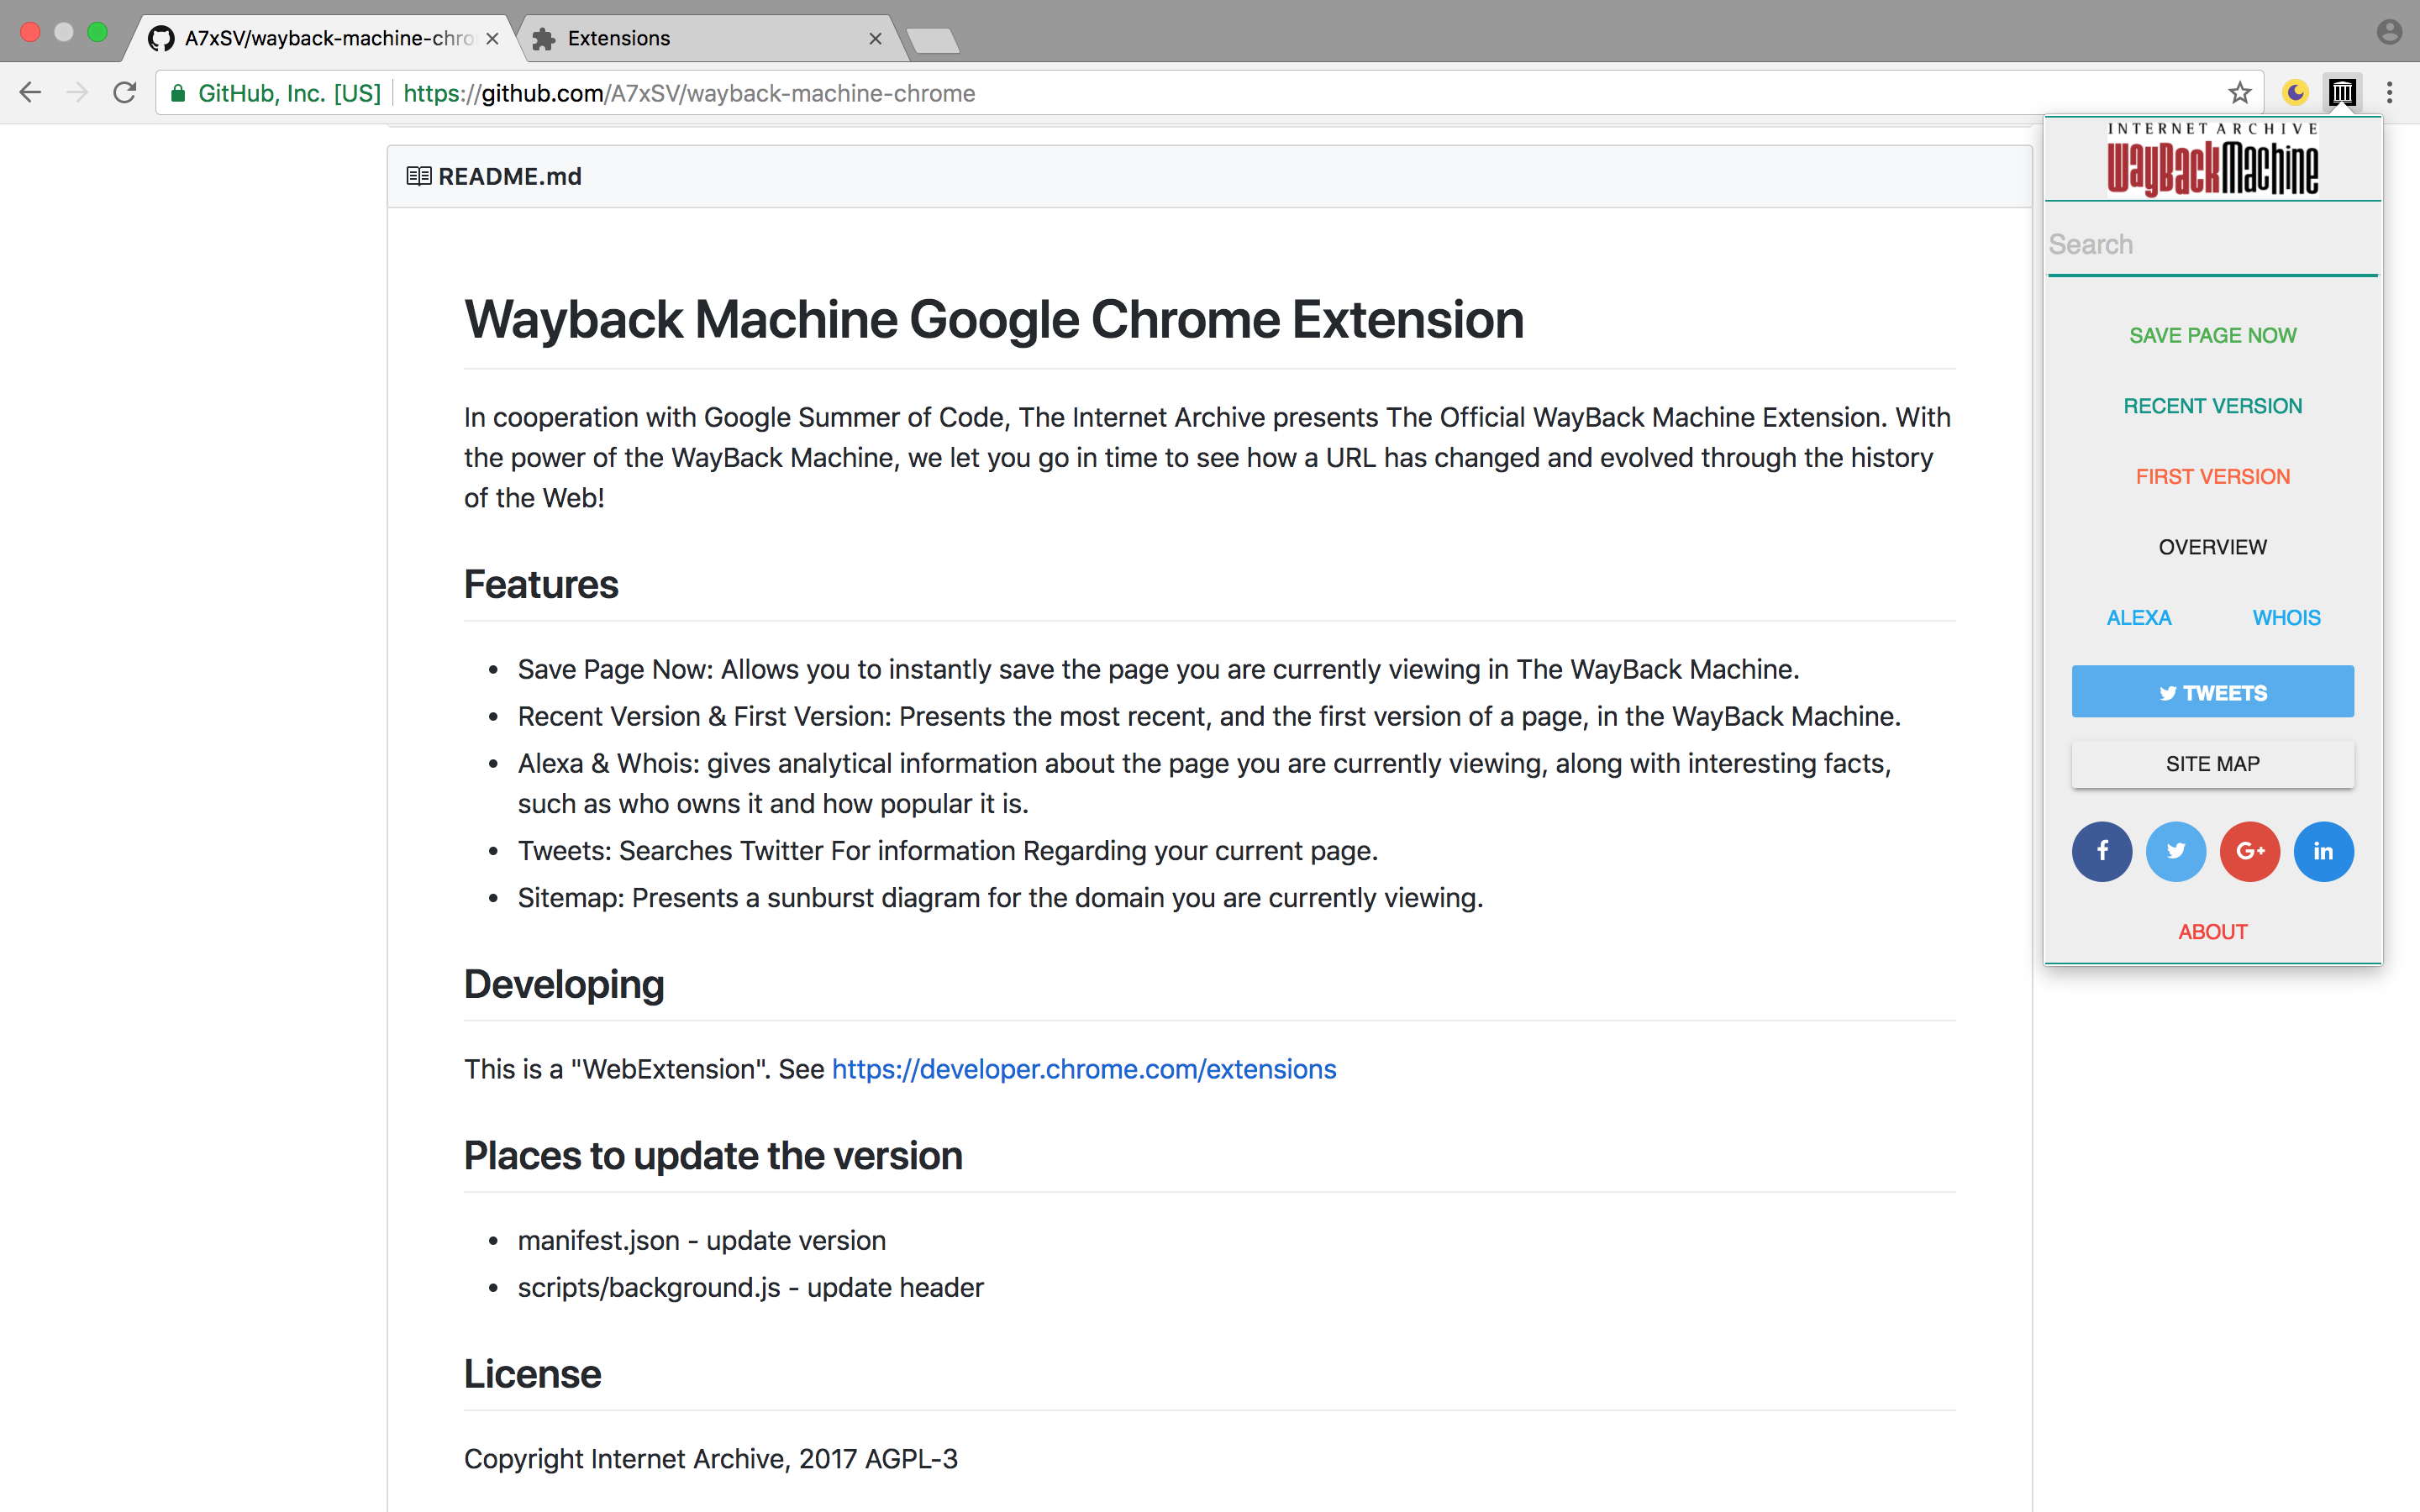 A7xSV/wayback-machine-chro
Extensions
GitHub, Inc. [US]
https://github.com/A7xSV/wayback-machine-chrome
README.md
Wayback Machine Google Chrome Extension
In cooperation with Google Summer of Code, The Internet Archive presents The Official WayBack Machine Extension. With
the power of the WayBack Machine, we let you go in time to see how a URL has changed and evolved through the history
of the Web!
Features
• Save Page Now: Allows you to instantly save the page you are currently viewing in The WayBack Machine.
• Recent Version & First Version: Presents the most recent, and the first version of a page, in the WayBack Machine.
• Alexa & Whois: gives analytical information about the page you are currently viewing, along with interesting facts,
such as who owns it and how popular it is.
• Tweets: Searches Twitter For information Regarding your current page.
• Sitemap: Presents a sunburst diagram for the domain you are currently viewing.
Developing
This is a "WebExtension". See https://developer.chrome.com/extensions
Places to update the version
• manifest.json - update version
• scripts/background.js - update header
License
Copyright Internet Archive, 2017 AGPL-3
INTERNET ARCHIVE
WayBackMachine
Search
SAVE PAGE NOW
RECENT VERSION
FIRST VERSION
OVERVIEW
ALEXA WHOIS
TWEETS
SITE MAP
f G+ in
ABOUT